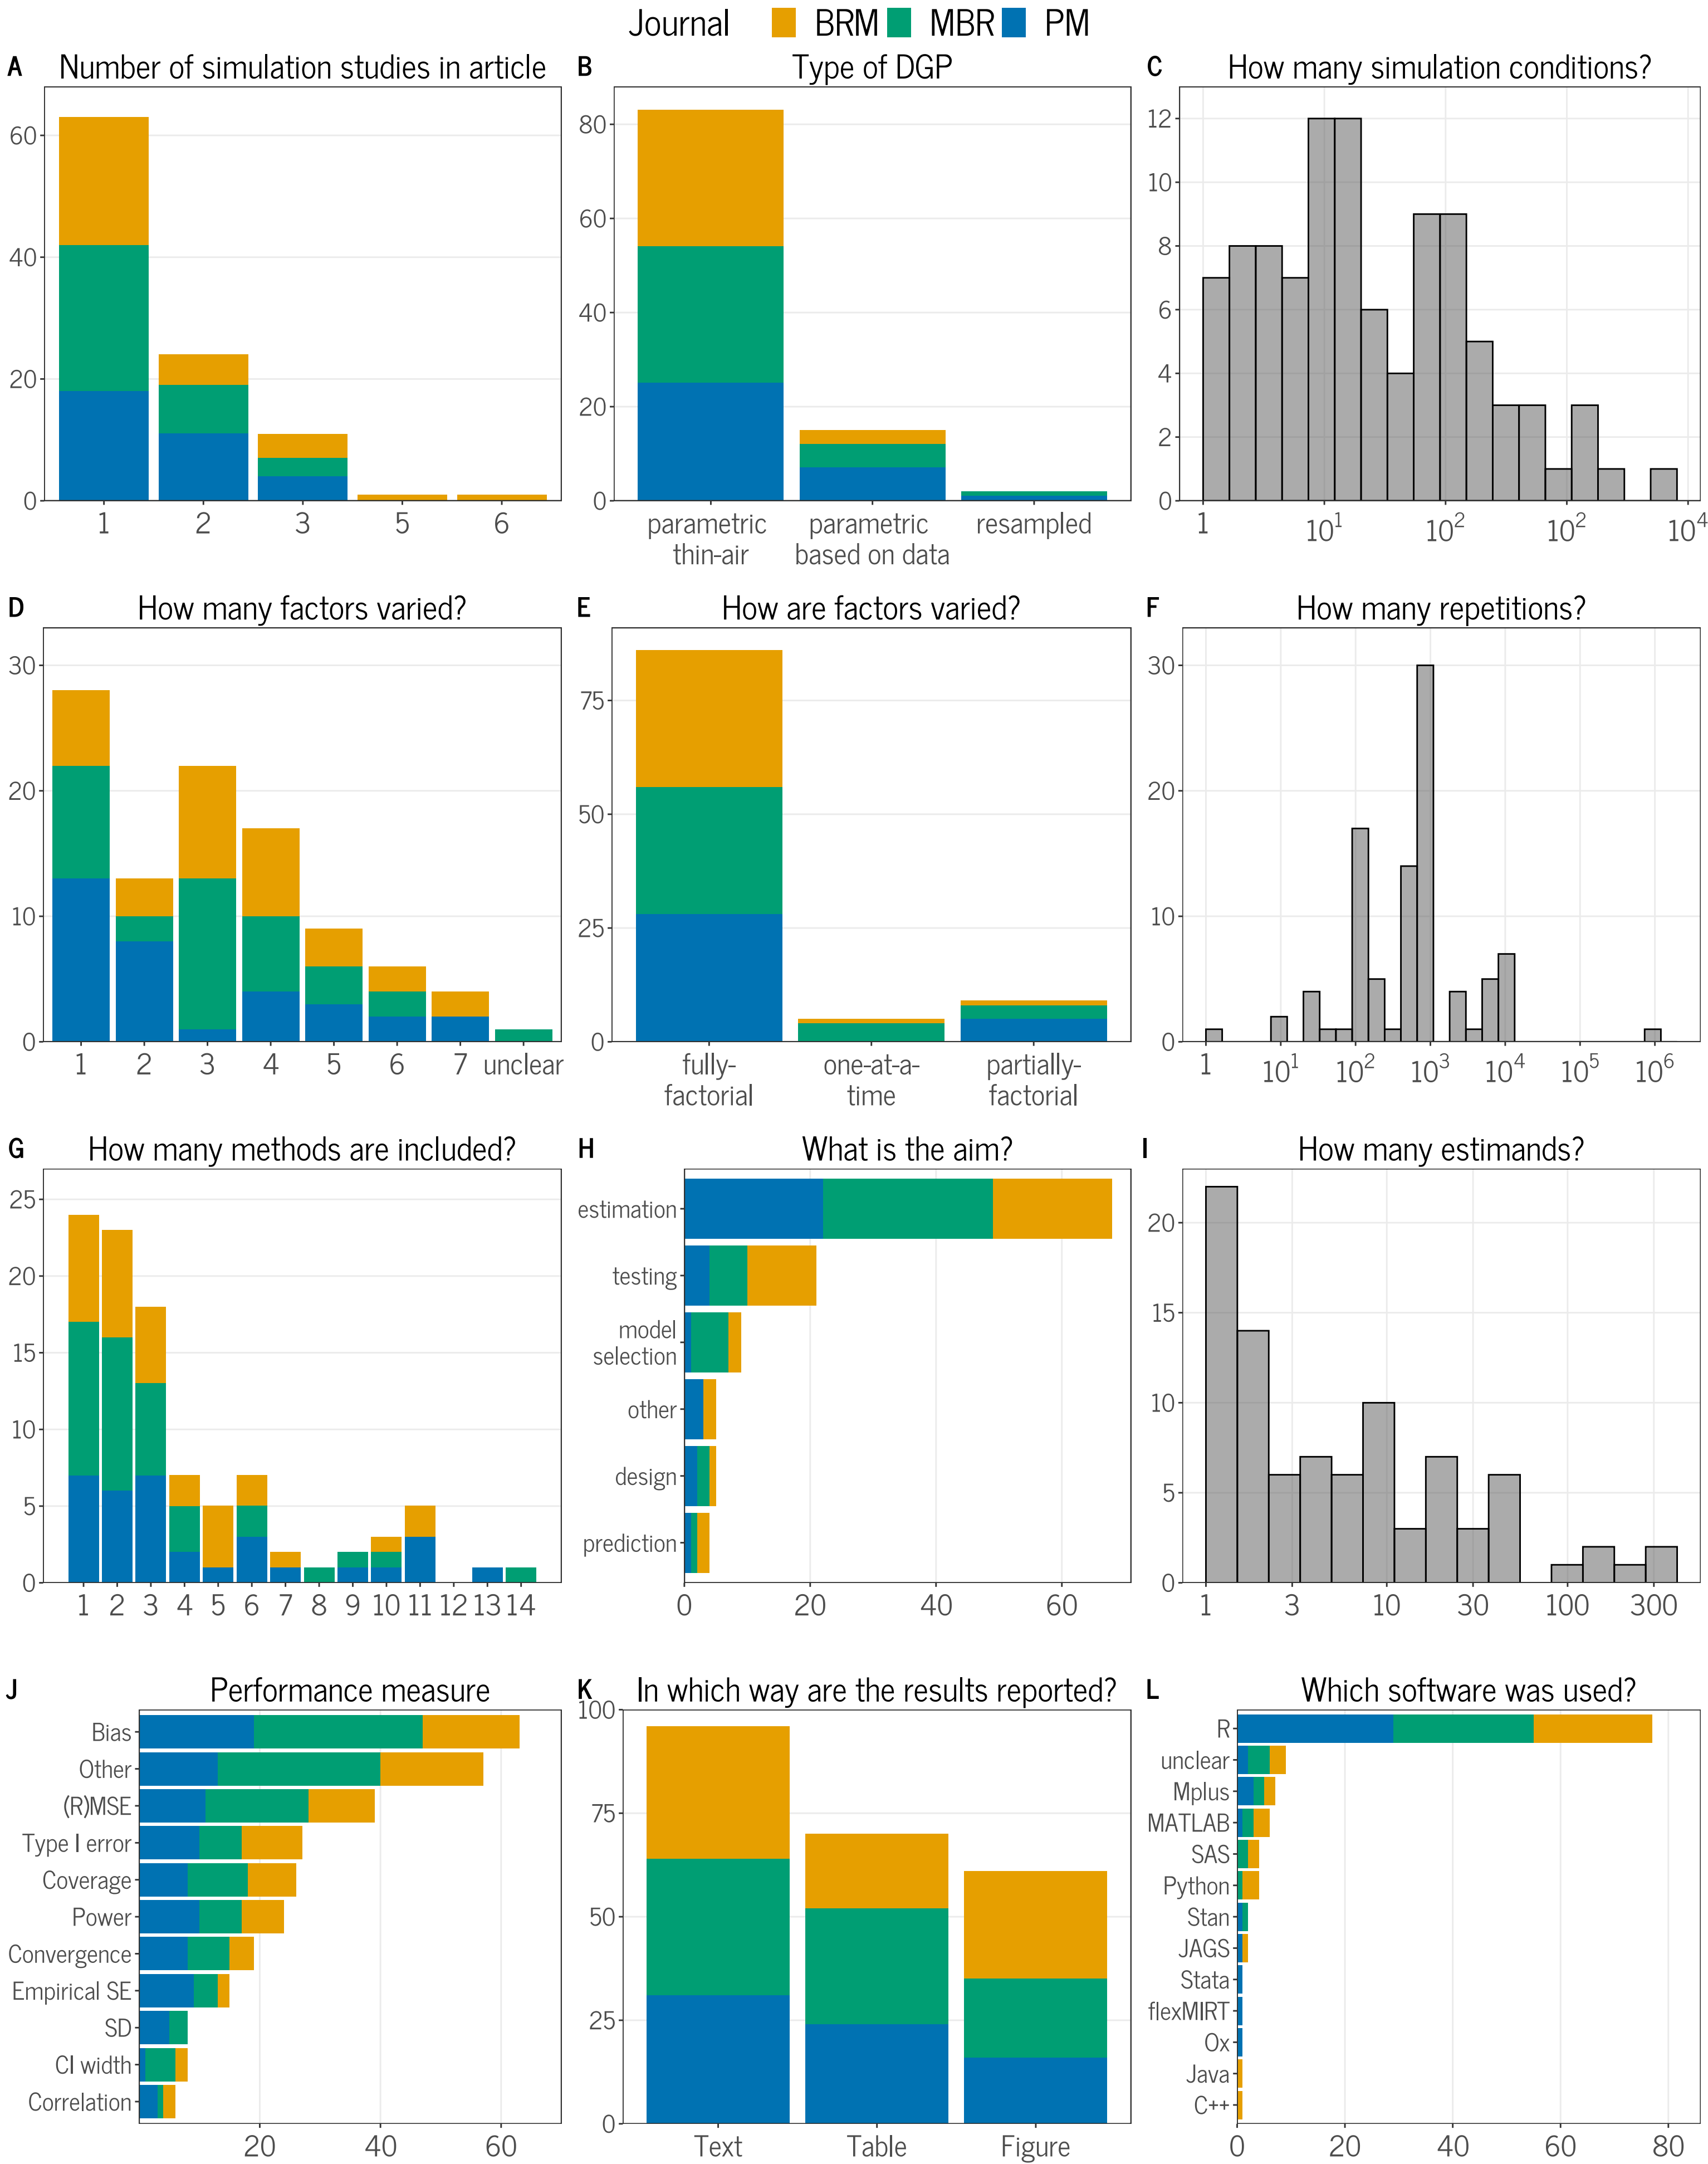 Journal BRM MBR PM
A Number of simulation studies in article
60
40
20
0
1 2 3 5 6
B Type of DGP
80
60
40
20
0
parametric thin-air
parametric based on data
resampled
C How many simulation conditions?
12
10
8
6
4
2
0
1 10¹ 10² 10² 10⁴
D How many factors varied?
30
20
10
0
1 2 3 4 5 6 7 unclear
E How are factors varied?
75
50
25
0
fully-
factorial
one-at-a-
time
partially-
factorial
F How many repetitions?
30
20
10
0
1 10¹ 10² 10³ 10⁴ 10⁵ 10⁶
G How many methods are included?
25
20
15
10
5
0
1 2 3 4 5 6 7 8 9 10 11 12 13 14
H What is the aim?
estimation
testing
model
selection
other
design
prediction
0 20 40 60
I How many estimands?
20
15
10
5
0
1 3 10 30 100 300
J Performance measure
Bias
Other
(R)MSE
Type I error
Coverage
Power
Convergence
Empirical SE
SD
CI width
Correlation
20 40 60
K In which way are the results reported?
100
75
50
25
0
Text Table Figure
L Which software was used?
R
unclear
Mplus
MATLAB
SAS
Python
Stan
JAGS
Stata
flexMIRT
Ox
Java
C++
0 20 40 60 80